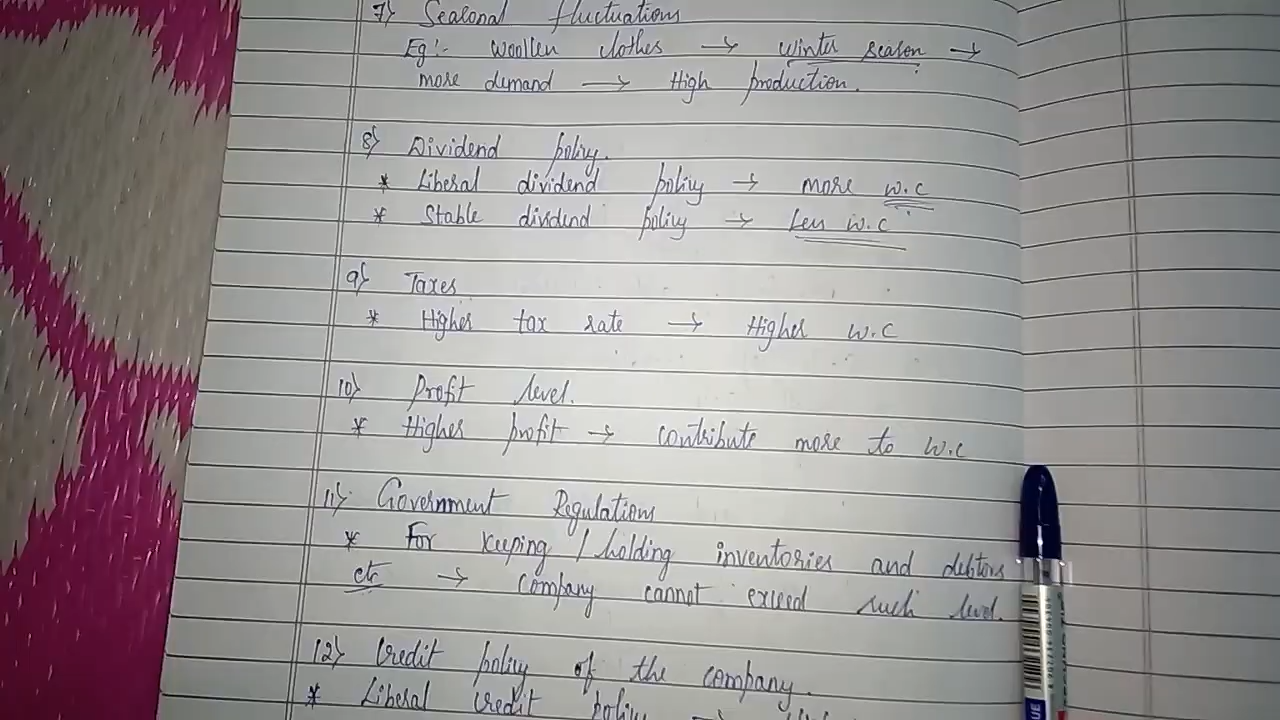 7) Seasonal fluctuations
Eg:- woollen clothes → winter season →
more demand → High production.
8) Dividend policy.
* Liberal dividend policy → more w.c
* Stable dividend policy → Less w.c
9) Taxes
* Higher tax rate → Higher w.c
10) Profit level.
* Higher profit → contribute more to w.c
11) Government Regulations
* For keeping / holding inventories and debtors
etc → company cannot exceed such level.
12) Credit policy of the company.
* Liberal credit policy →